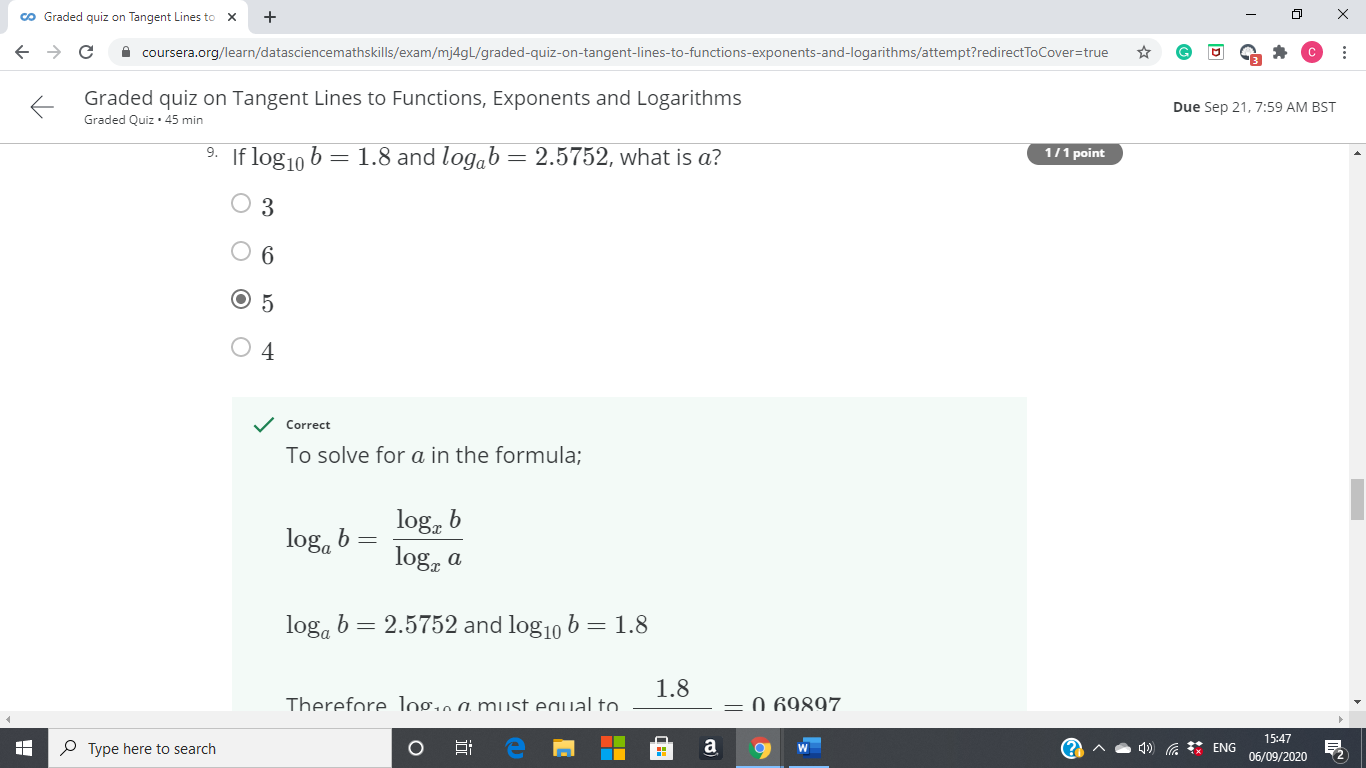 Graded quiz on Tangent Lines to
coursera.org/learn/datasciencemathskills/exam/mj4gL/graded-quiz-on-tangent-lines-to-functions-exponents-and-logarithms/attempt?redirectToCover=true
3
C
Graded quiz on Tangent Lines to Functions, Exponents and Logarithms
Graded Quiz • 45 min
Due Sep 21, 7:59 AM BST
9. If log₁₀ b = 1.8 and logₐb = 2.5752, what is a?
1 / 1 point
3
6
5
4
Correct
To solve for a in the formula;
logₐ b = logₓ b / logₓ a
logₐ b = 2.5752 and log₁₀ b = 1.8
Therefore, log₁₀ a must equal to 1.8 = 0.69897
Type here to search
ENG
15:47
06/09/2020
2